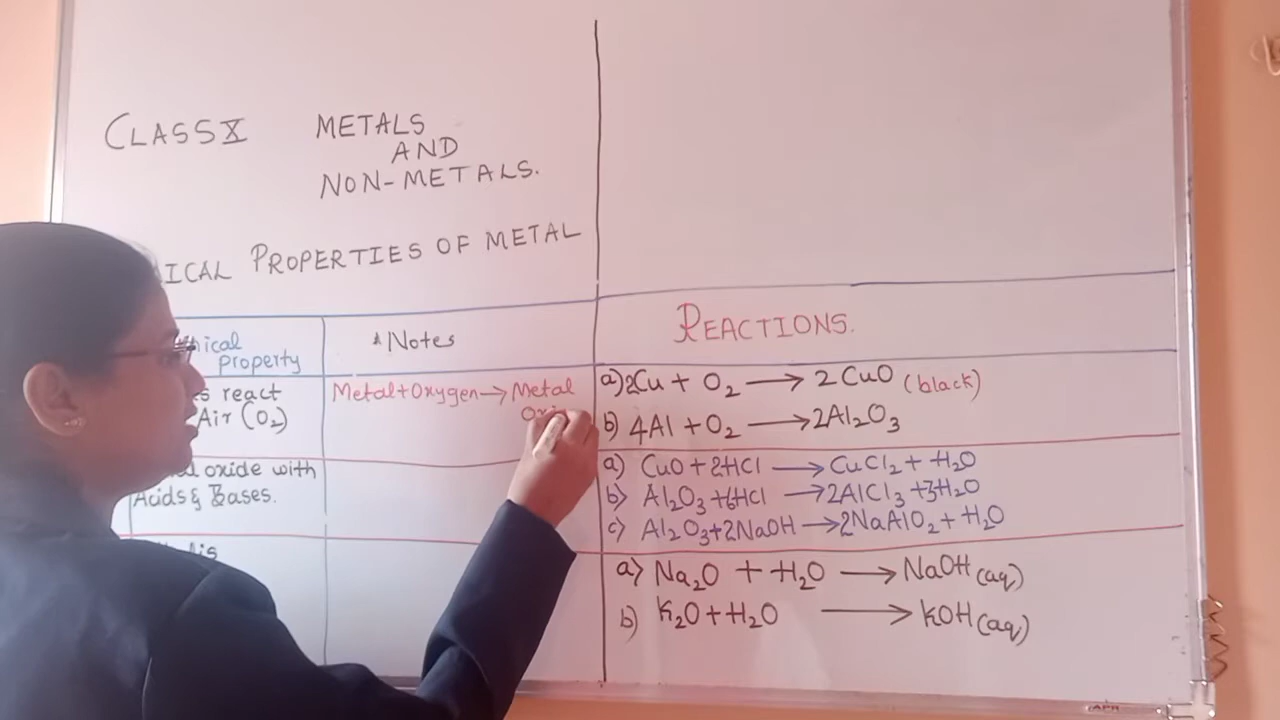 CLASS X
METALS
AND
NON-METALS.
ICAL PROPERTIES OF METAL
ical
property
*Notes
REACTIONS.
react
Air (O₂)
Metal+Oxygen→Metal
a) 2Cu + O₂ → 2CuO (black)
b) 4Al + O₂ → 2Al₂O₃
oxide with
Acids & Bases.
a) CuO + 2HCl → CuCl₂ + H₂O
b) Al₂O₃ + 6HCl → 2AlCl₃ + 3H₂O
c) Al₂O₃ + 2NaOH → 2NaAlO₂ + H₂O
a) Na₂O + H₂O → NaOH (aq)
b) K₂O + H₂O → KOH (aq)